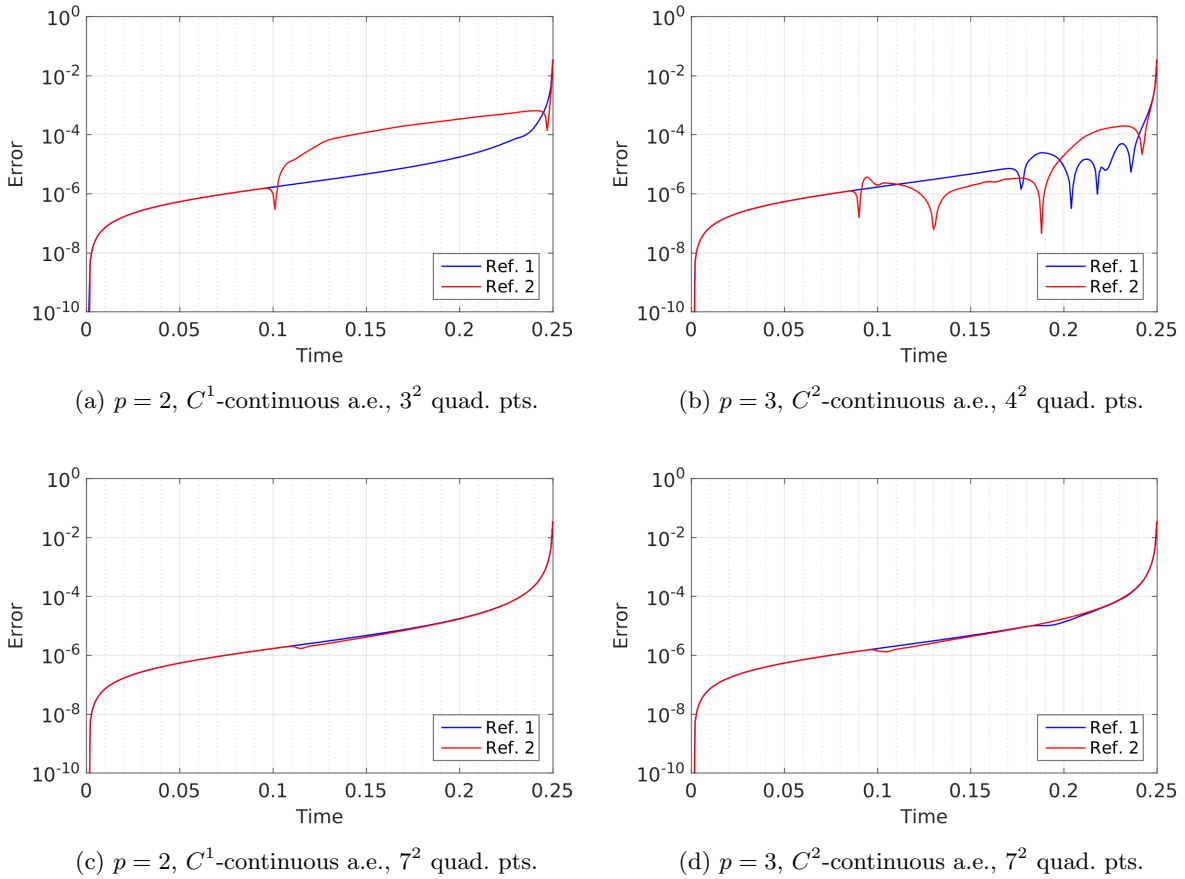 10^0
10^-2
10^-4
10^-6
10^-8
10^-10
Error
0 0.05 0.1 0.15 0.2 0.25
Time
Ref. 1
Ref. 2
(a) p = 2, C^1-continuous a.e., 3^2 quad. pts.
10^0
10^-2
10^-4
10^-6
10^-8
10^-10
Error
0 0.05 0.1 0.15 0.2 0.25
Time
Ref. 1
Ref. 2
(b) p = 3, C^2-continuous a.e., 4^2 quad. pts.
10^0
10^-2
10^-4
10^-6
10^-8
10^-10
Error
0 0.05 0.1 0.15 0.2 0.25
Time
Ref. 1
Ref. 2
(c) p = 2, C^1-continuous a.e., 7^2 quad. pts.
10^0
10^-2
10^-4
10^-6
10^-8
10^-10
Error
0 0.05 0.1 0.15 0.2 0.25
Time
Ref. 1
Ref. 2
(d) p = 3, C^2-continuous a.e., 7^2 quad. pts.